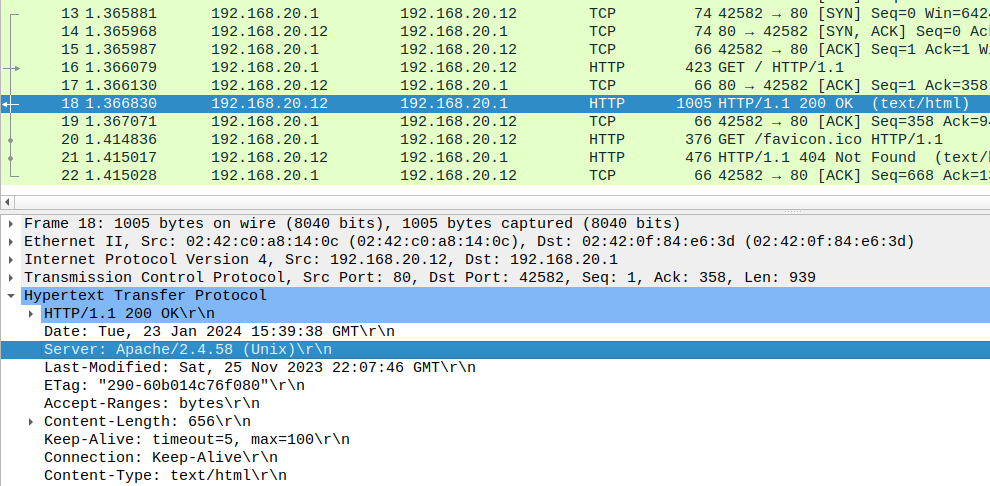 13 1.365881 192.168.20.1 192.168.20.12 TCP 74 42582 → 80 [SYN] Seq=0 Win=6424
14 1.365968 192.168.20.12 192.168.20.1 TCP 74 80 → 42582 [SYN, ACK] Seq=0 Ac
15 1.365987 192.168.20.1 192.168.20.12 TCP 66 42582 → 80 [ACK] Seq=1 Ack=1 Wi
16 1.366079 192.168.20.1 192.168.20.12 HTTP 423 GET / HTTP/1.1
17 1.366130 192.168.20.12 192.168.20.1 TCP 66 80 → 42582 [ACK] Seq=1 Ack=358
18 1.366830 192.168.20.12 192.168.20.1 HTTP 1005 HTTP/1.1 200 OK (text/html)
19 1.367071 192.168.20.1 192.168.20.12 TCP 66 42582 → 80 [ACK] Seq=358 Ack=94
20 1.414836 192.168.20.1 192.168.20.12 HTTP 376 GET /favicon.ico HTTP/1.1
21 1.415017 192.168.20.12 192.168.20.1 HTTP 476 HTTP/1.1 404 Not Found (text/h
22 1.415028 192.168.20.1 192.168.20.12 TCP 66 42582 → 80 [ACK] Seq=668 Ack=13
Frame 18: 1005 bytes on wire (8040 bits), 1005 bytes captured (8040 bits)
Ethernet II, Src: 02:42:c0:a8:14:0c (02:42:c0:a8:14:0c), Dst: 02:42:0f:84:e6:3d (02:42:0f:84:e6:3d)
Internet Protocol Version 4, Src: 192.168.20.12, Dst: 192.168.20.1
Transmission Control Protocol, Src Port: 80, Dst Port: 42582, Seq: 1, Ack: 358, Len: 939
Hypertext Transfer Protocol
HTTP/1.1 200 OK\r\n
Date: Tue, 23 Jan 2024 15:39:38 GMT\r\n
Server: Apache/2.4.58 (Unix)\r\n
Last-Modified: Sat, 25 Nov 2023 22:07:46 GMT\r\n
ETag: "290-60b014c76f080"\r\n
Accept-Ranges: bytes\r\n
Content-Length: 656\r\n
Keep-Alive: timeout=5, max=100\r\n
Connection: Keep-Alive\r\n
Content-Type: text/html\r\n